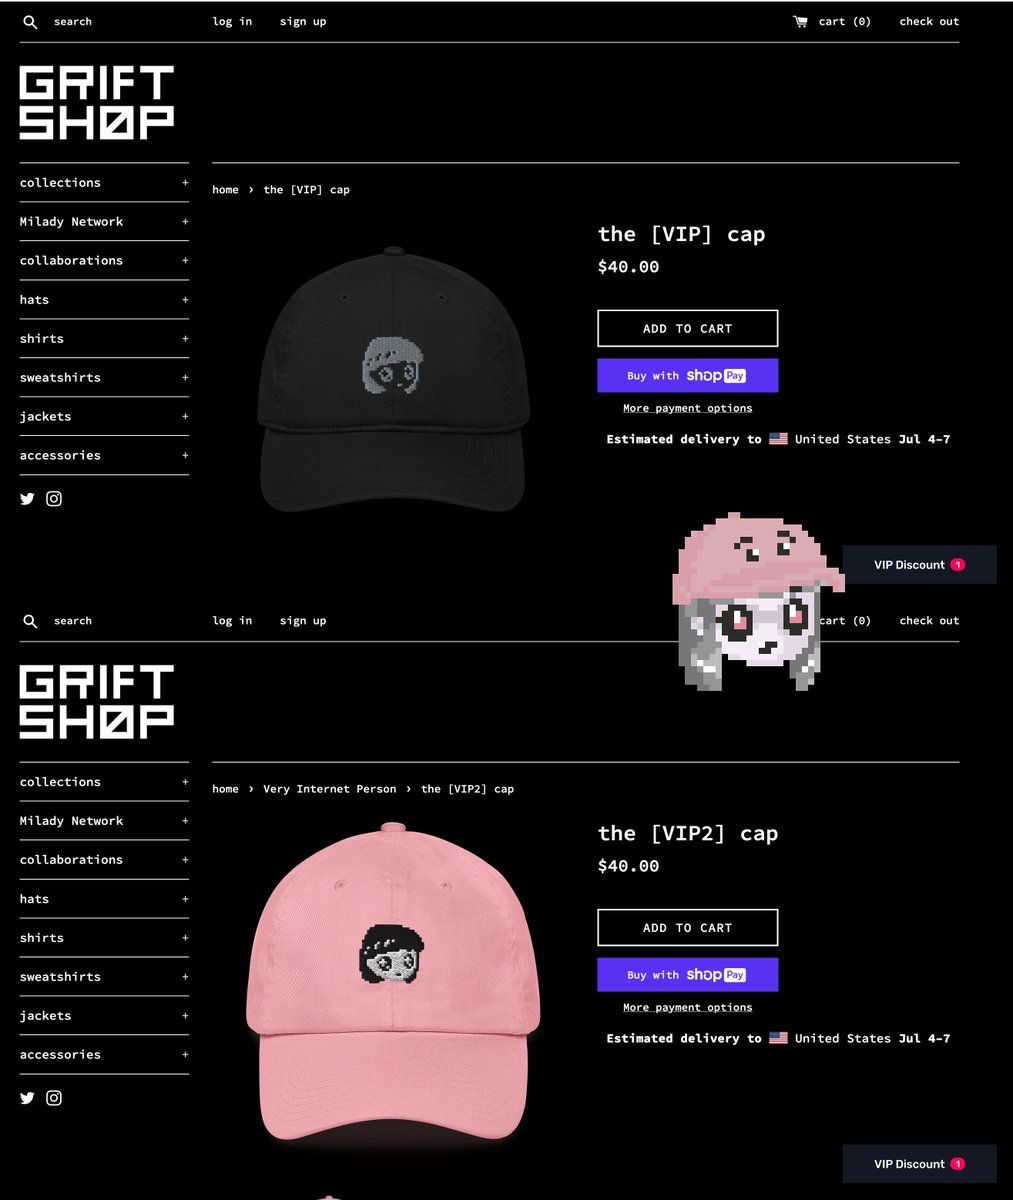 search
log in
sign up
cart (0)
check out
GRIFT
SHØP
collections +
Milady Network +
collaborations +
hats +
shirts +
sweatshirts +
jackets +
accessories +
home › the [VIP] cap
the [VIP] cap
$40.00
ADD TO CART
Buy with shop Pay
More payment options
Estimated delivery to United States Jul 4-7
VIP Discount 1
search
log in
sign up
cart (0)
check out
GRIFT
SHØP
collections +
Milady Network +
collaborations +
hats +
shirts +
sweatshirts +
jackets +
accessories +
home › Very Internet Person › the [VIP2] cap
the [VIP2] cap
$40.00
ADD TO CART
Buy with shop Pay
More payment options
Estimated delivery to United States Jul 4-7
VIP Discount 1